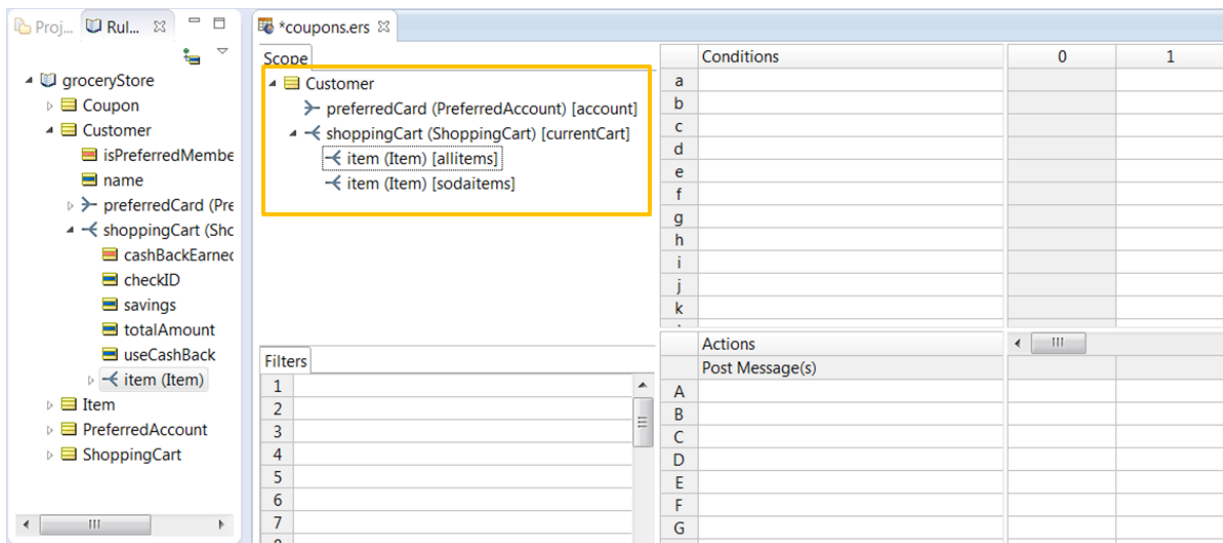 Proj...
Rul...
groceryStore
Coupon
Customer
isPreferredMembe
name
preferredCard (Pre
shoppingCart (Shc
cashBackEarnec
checkID
savings
totalAmount
useCashBack
item (Item)
Item
PreferredAccount
ShoppingCart
*coupons.ers
Scope
Customer
preferredCard (PreferredAccount) [account]
shoppingCart (ShoppingCart) [currentCart]
item (Item) [allitems]
item (Item) [sodaitems]
Filters
1
2
3
4
5
6
7
Conditions 0 1
a
b
c
d
e
f
g
h
i
j
k
Actions
Post Message(s)
A
B
C
D
E
F
G